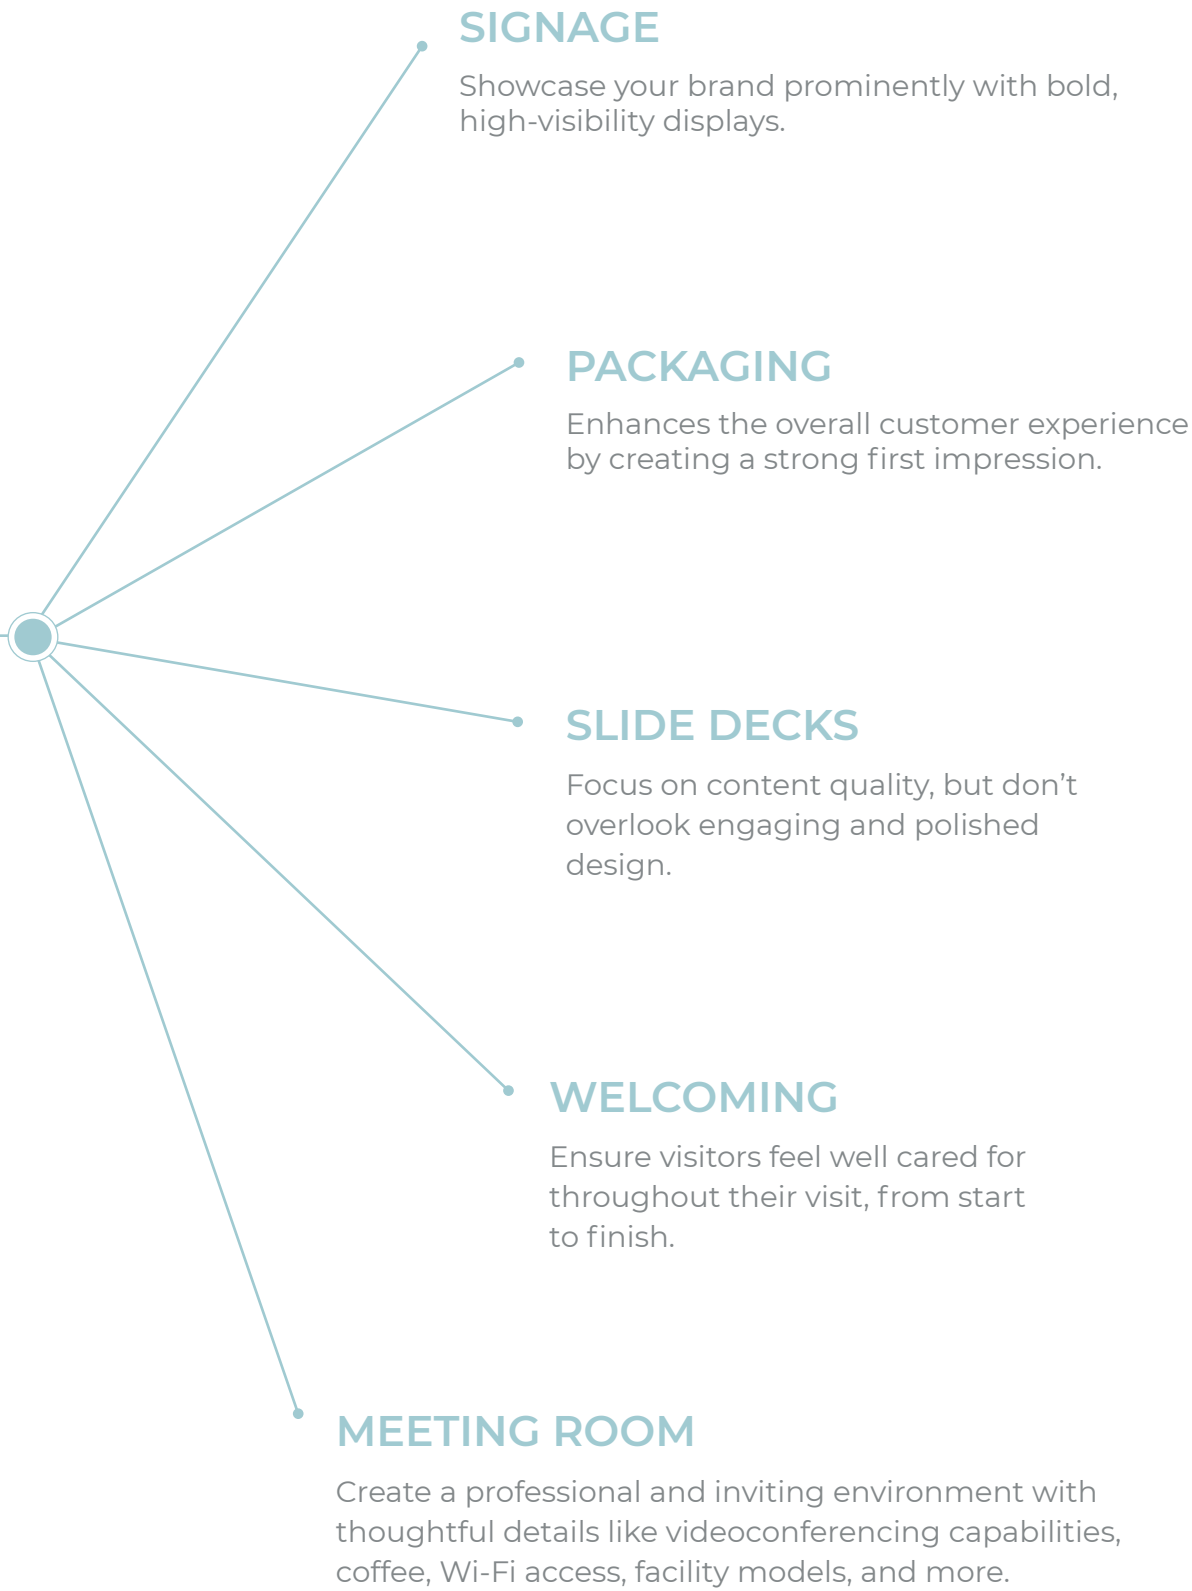 SIGNAGE
Showcase your brand prominently with bold,
high-visibility displays.
PACKAGING
Enhances the overall customer experience
by creating a strong first impression.
SLIDE DECKS
Focus on content quality, but don’t
overlook engaging and polished
design.
WELCOMING
Ensure visitors feel well cared for
throughout their visit, from start
to finish.
MEETING ROOM
Create a professional and inviting environment with
thoughtful details like videoconferencing capabilities,
coffee, Wi-Fi access, facility models, and more.